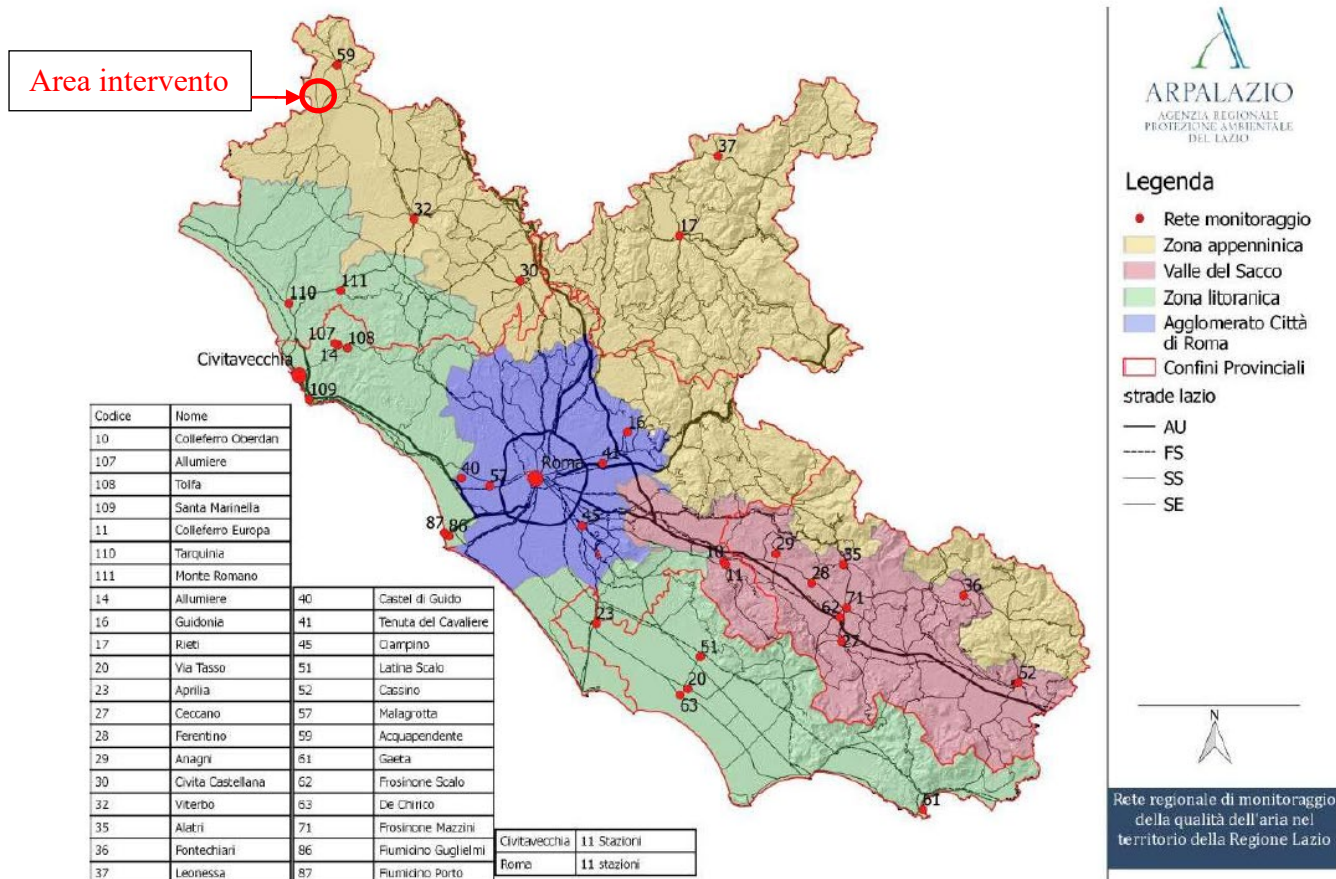 Area intervento
59
37
32
17
30
111
110
107
108
14
Civitavecchia
109
16
41
Roma
40
57
87
86
45
10
11
29
35
28
36
71
62
27
23
51
20
63
52
61
Codice Nome
10 Colleferro Oberdan
107 Allumiere
108 Tolfa
109 Santa Marinella
11 Colleferro Europa
110 Tarquinia
111 Monte Romano
14 Allumiere 40 Castel di Guido
16 Guidonia 41 Tenuta del Cavaliere
17 Rieti 45 Ciampino
20 Via Tasso 51 Latina Scalo
23 Aprilia 52 Cassino
27 Ceccano 57 Malagrotta
28 Ferentino 59 Acquapendente
29 Anagni 61 Gaeta
30 Civita Castellana 62 Frosinone Scalo
32 Viterbo 63 De Chirico
35 Alatri 71 Frosinone Mazzini
36 Fontechiari 86 Fiumicino Guglielmi
37 Leonessa 87 Fiumicino Porto
Civitavecchia 11 Stazioni
Roma 11 stazioni
ARPALAZIO
AGENZIA REGIONALE
PROTEZIONE AMBIENTALE
DEL LAZIO
Legenda
Rete monitoraggio
Zona appenninica
Valle del Sacco
Zona litoranica
Agglomerato Città
di Roma
Confini Provinciali
strade lazio
AU
FS
SS
SE
N
Rete regionale di monitoraggio
della qualità dell'aria nel
territorio della Regione Lazio